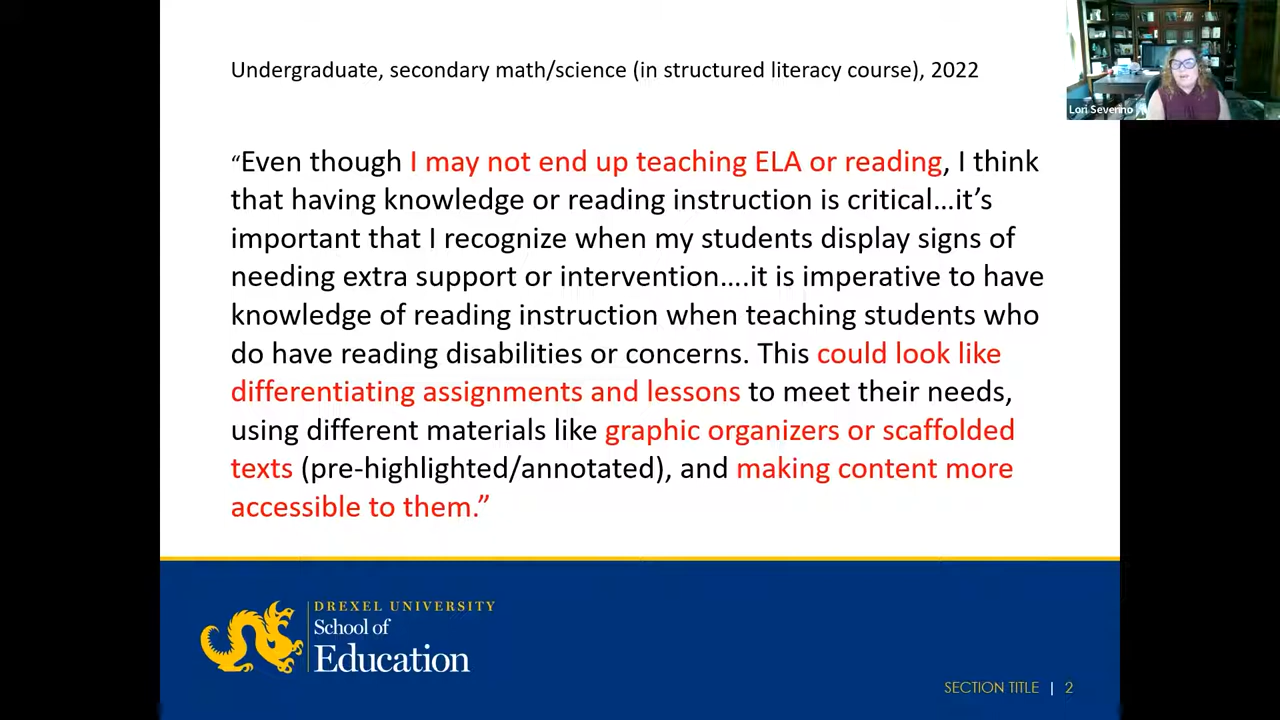 Undergraduate, secondary math/science (in structured literacy course), 2022
Lori Severino
“Even though I may not end up teaching ELA or reading, I think
that having knowledge or reading instruction is critical…it’s
important that I recognize when my students display signs of
needing extra support or intervention….it is imperative to have
knowledge of reading instruction when teaching students who
do have reading disabilities or concerns. This could look like
differentiating assignments and lessons to meet their needs,
using different materials like graphic organizers or scaffolded
texts (pre-highlighted/annotated), and making content more
accessible to them.”
DREXEL UNIVERSITY
School of
Education
SECTION TITLE | 2